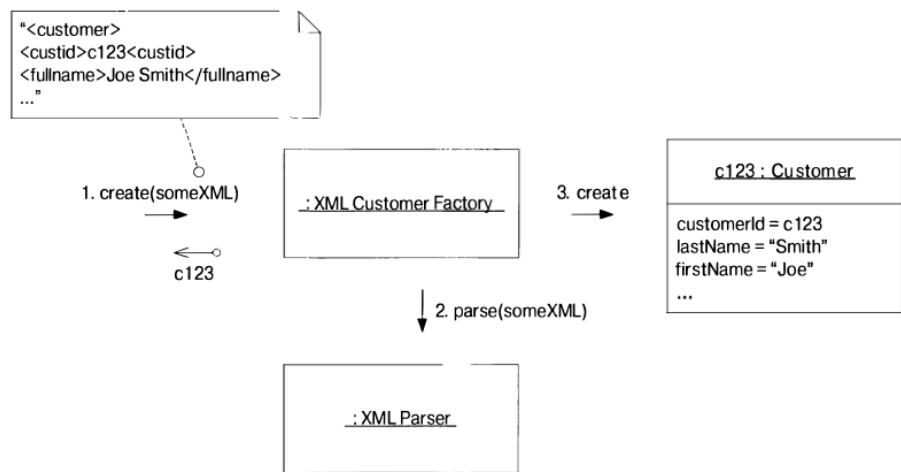 “<customer>
<custid>c123<custid>
<fullname>Joe Smith</fullname>
...”
1. create(someXML)
c123
: XML Customer Factory
3. create
c123 : Customer
customerId = c123
lastName = “Smith”
firstName = “Joe”
...
2. parse(someXML)
: XML Parser